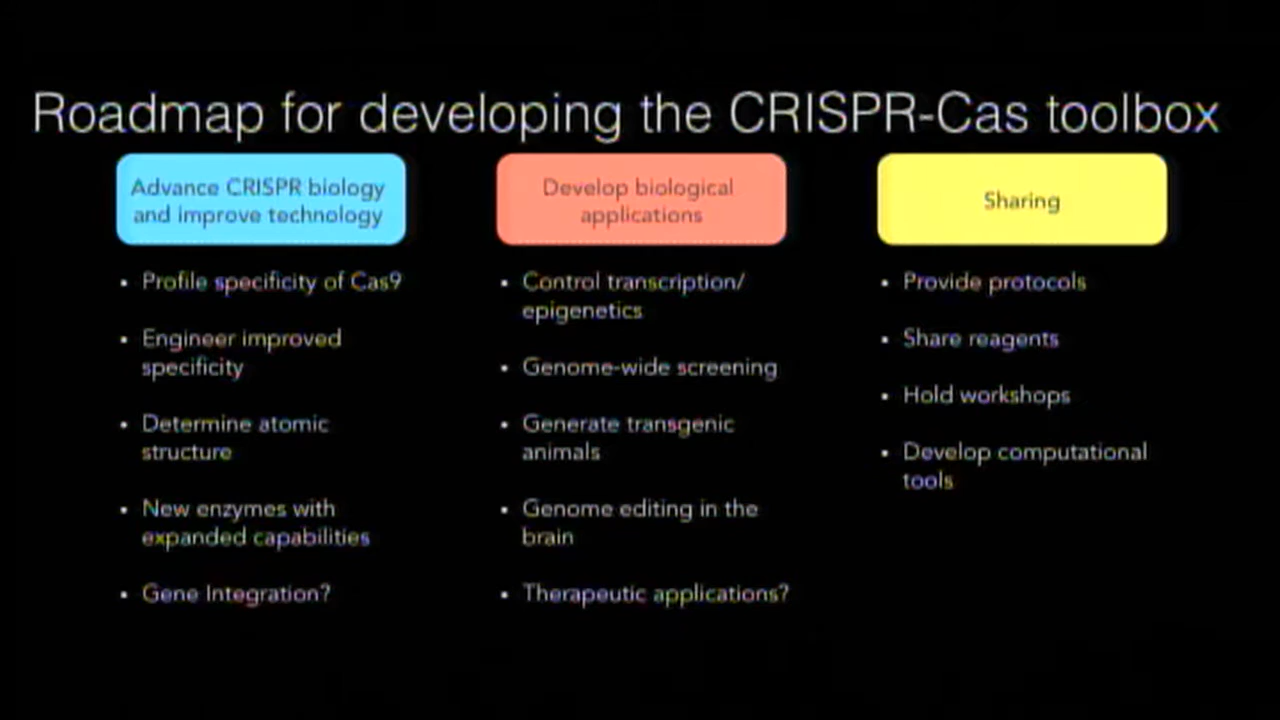 Roadmap for developing the CRISPR-Cas toolbox
Advance CRISPR biology
and improve technology
• Profile specificity of Cas9
• Engineer improved
specificity
• Determine atomic
structure
• New enzymes with
expanded capabilities
• Gene Integration?
Develop biological
applications
• Control transcription/
epigenetics
• Genome-wide screening
• Generate transgenic
animals
• Genome editing in the
brain
• Therapeutic applications?
Sharing
• Provide protocols
• Share reagents
• Hold workshops
• Develop computational
tools